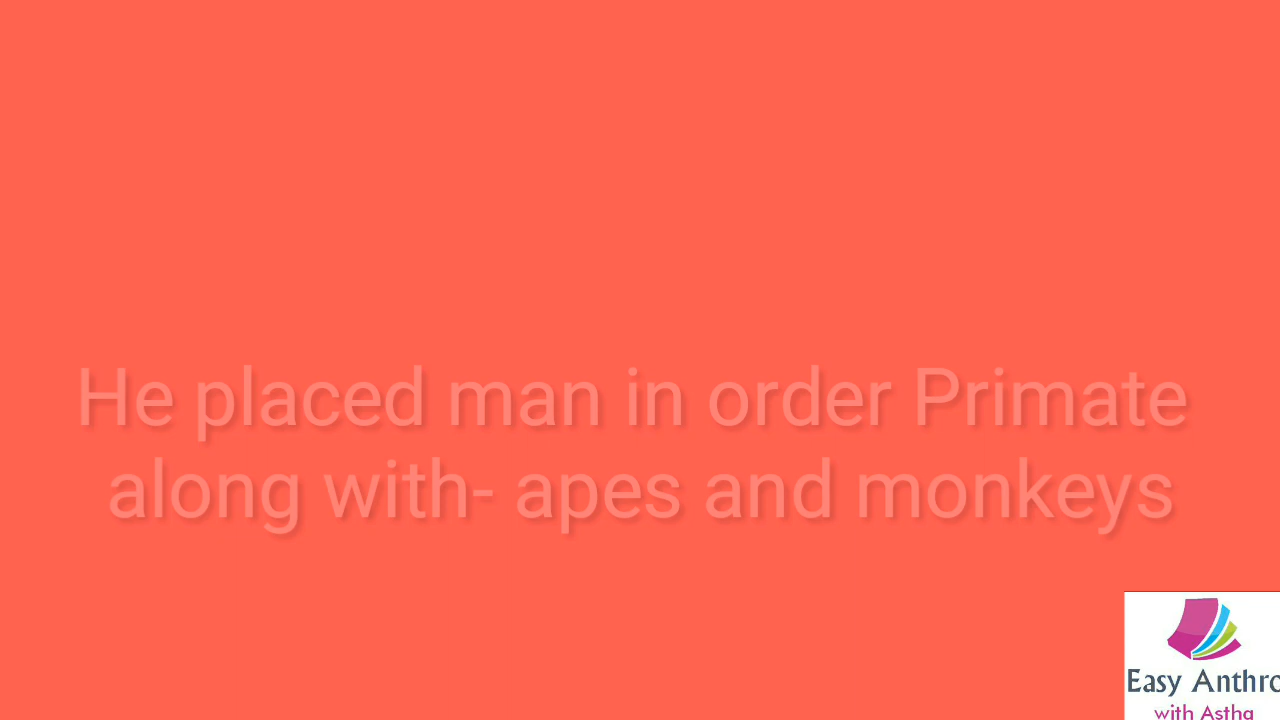 He placed man in order Primate
along with- apes and monkeys
Easy Anthro
with Astha